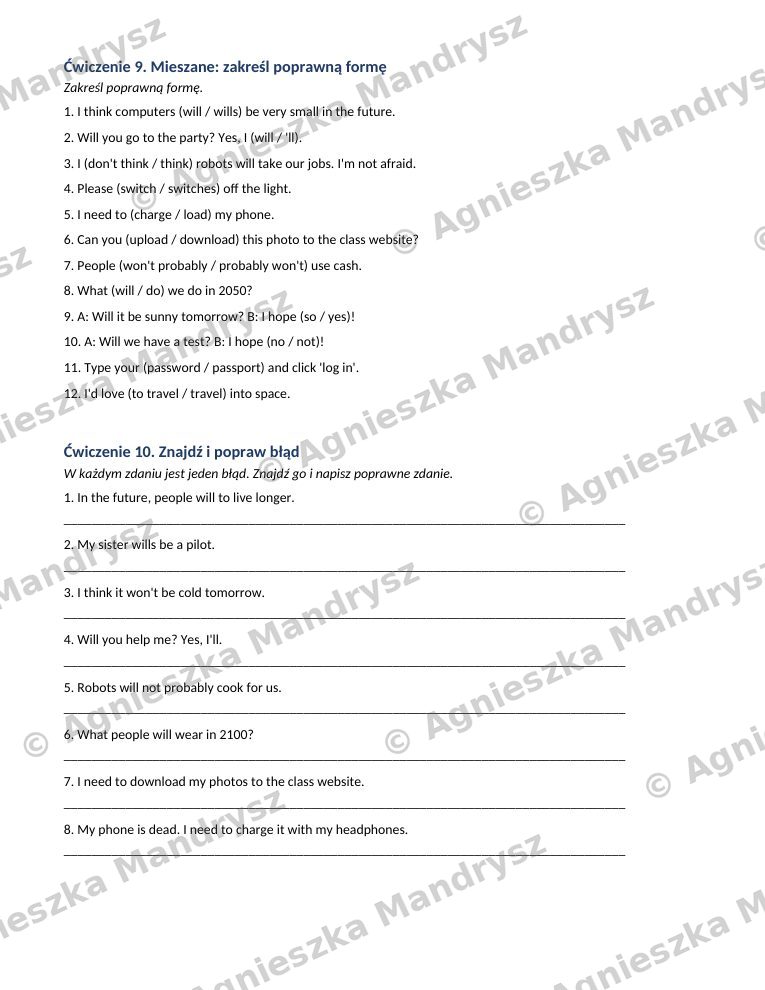 Ćwiczenie 9. Mieszane: zakreśl poprawną formę
Zakreśl poprawną formę.
1. I think computers (will / wills) be very small in the future.
2. Will you go to the party? Yes, I (will / 'll).
3. I (don't think / think) robots will take our jobs. I'm not afraid.
4. Please (switch / switches) off the light.
5. I need to (charge / load) my phone.
6. Can you (upload / download) this photo to the class website?
7. People (won't probably / probably won't) use cash.
8. What (will / do) we do in 2050?
9. A: Will it be sunny tomorrow? B: I hope (so / yes)!
10. A: Will we have a test? B: I hope (no / not)!
11. Type your (password / passport) and click 'log in'.
12. I'd love (to travel / travel) into space.
Ćwiczenie 10. Znajdź i popraw błąd
W każdym zdaniu jest jeden błąd. Znajdź go i napisz poprawne zdanie.
1. In the future, people will to live longer.
2. My sister wills be a pilot.
3. I think it won't be cold tomorrow.
4. Will you help me? Yes, I'll.
5. Robots will not probably cook for us.
6. What people will wear in 2100?
7. I need to download my photos to the class website.
8. My phone is dead. I need to charge it with my headphones.
© Agnieszka Mandrysz